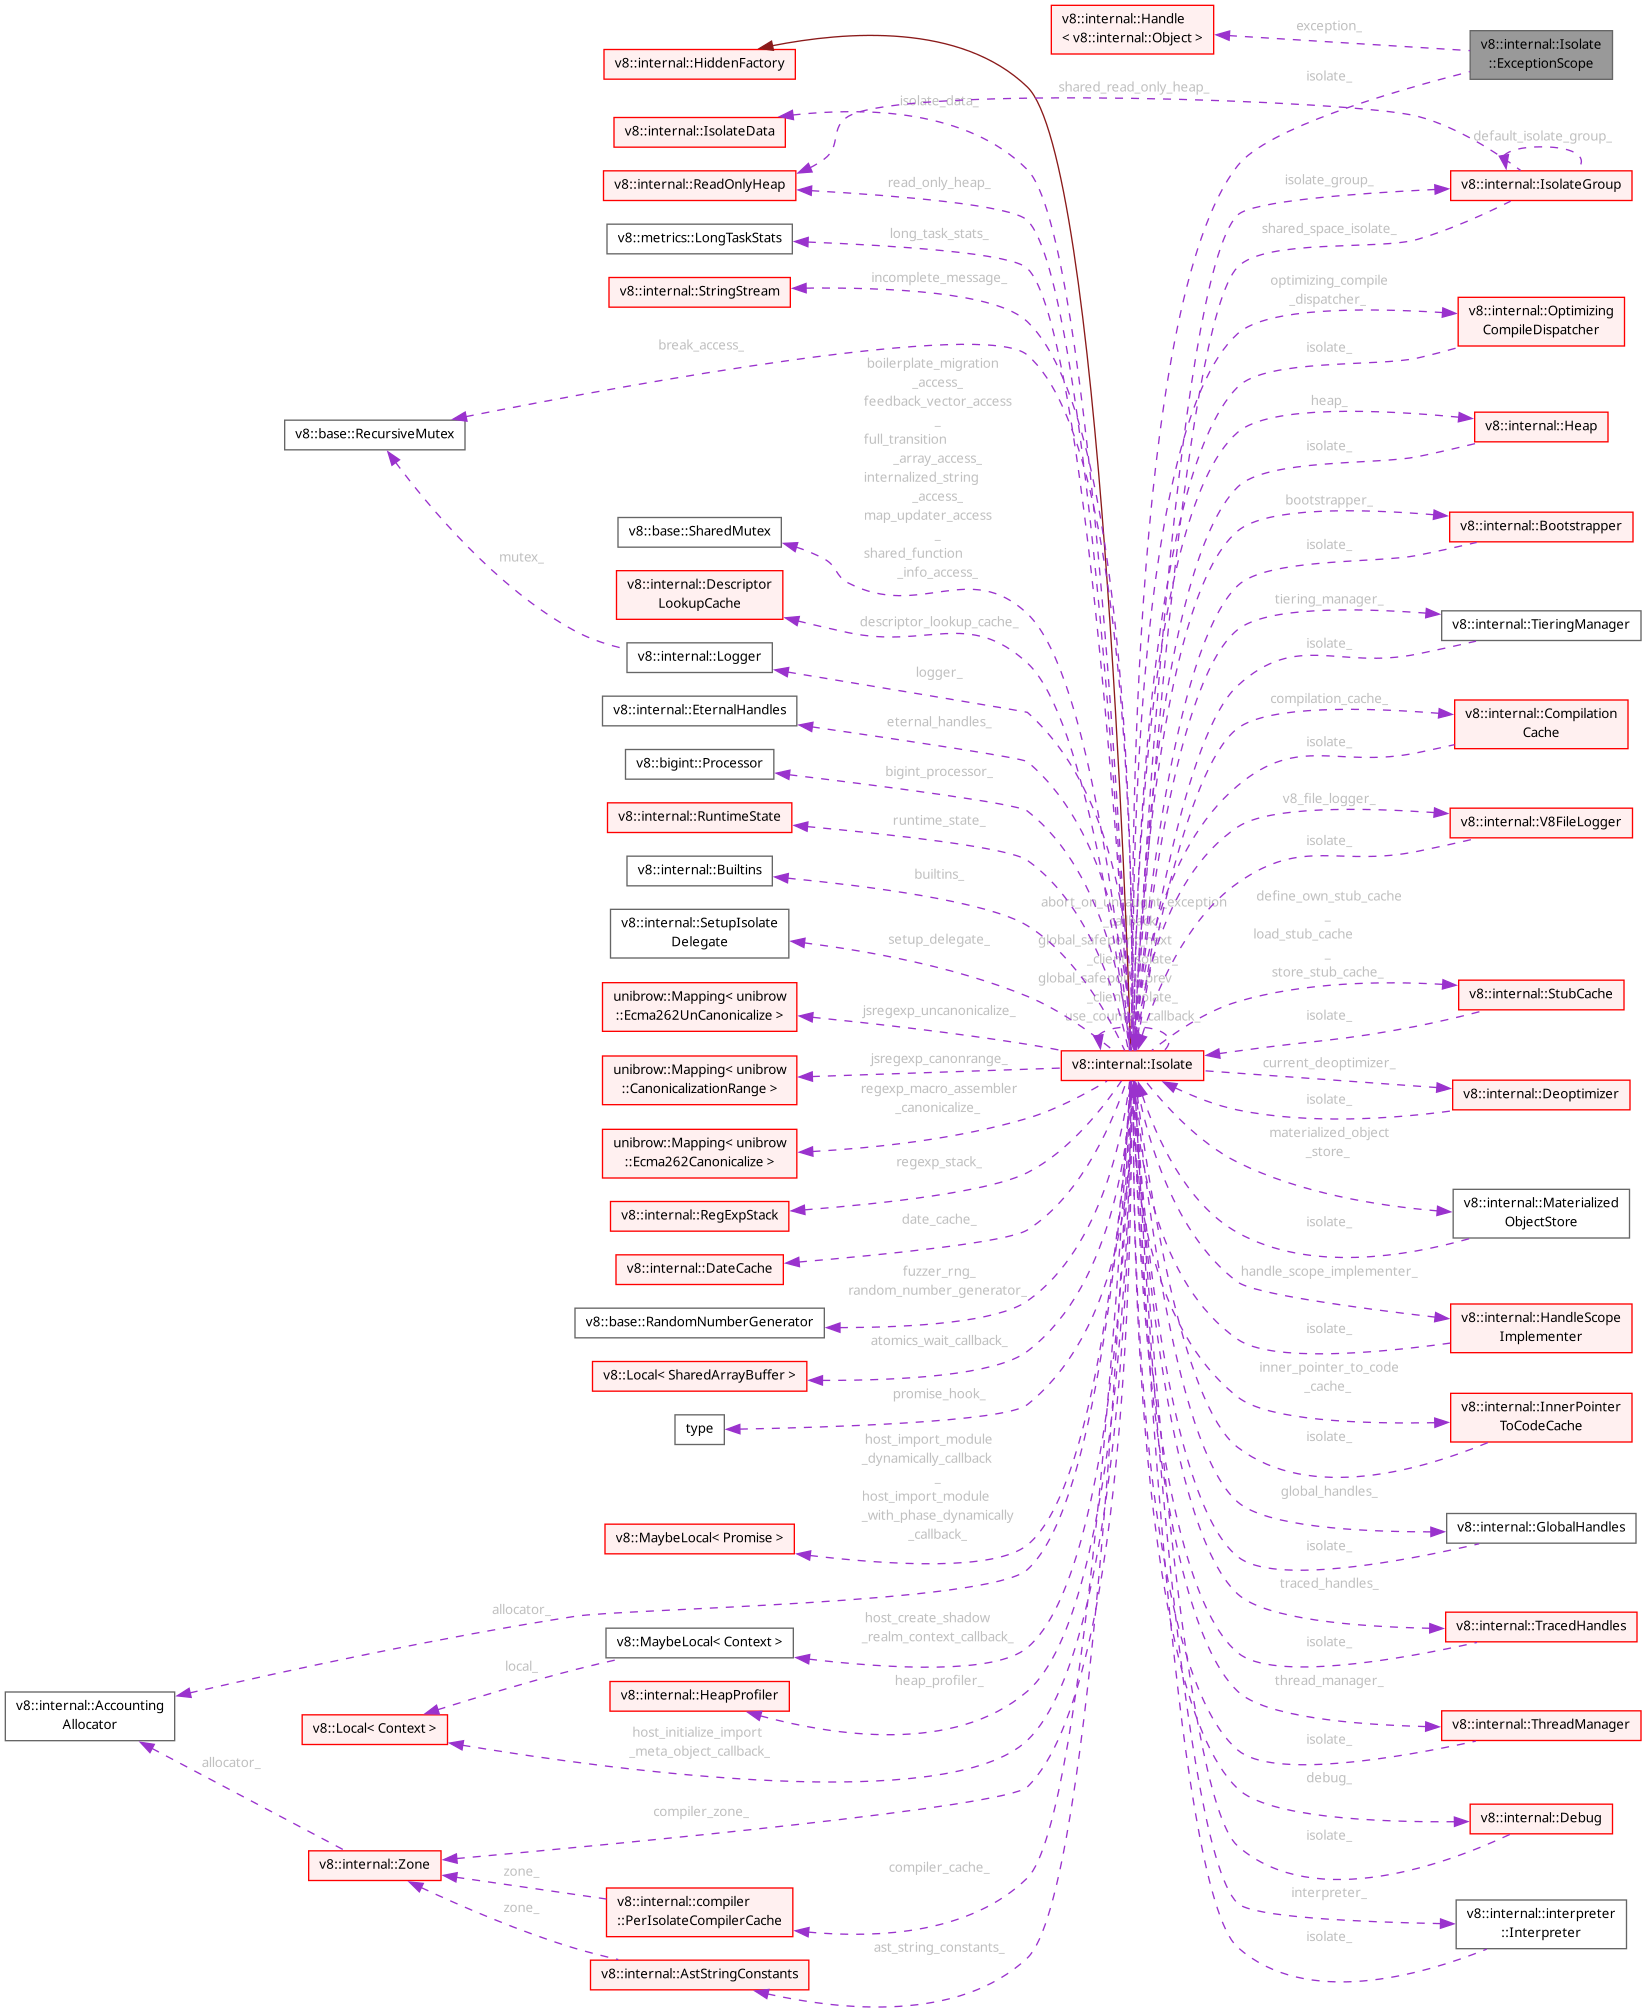 v8::internal::Handle
< v8::internal::Object >
exception_
v8::internal::Isolate
::ExceptionScope
v8::internal::HiddenFactory
isolate_
shared_read_only_heap_
isolate_data_
v8::internal::IsolateData
default_isolate_group_
v8::internal::ReadOnlyHeap
read_only_heap_
isolate_group_
v8::internal::IsolateGroup
v8::metrics::LongTaskStats
long_task_stats_
shared_space_isolate_
v8::internal::StringStream
incomplete_message_
optimizing_compile
_dispatcher_
v8::internal::Optimizing
CompileDispatcher
break_access_
isolate_
boilerplate_migration
_access_
feedback_vector_access
_
full_transition
_array_access_
internalized_string
_access_
map_updater_access
_
shared_function
_info_access_
heap_
v8::internal::Heap
isolate_
v8::base::RecursiveMutex
bootstrapper_
v8::internal::Bootstrapper
isolate_
v8::base::SharedMutex
mutex_
v8::internal::Descriptor
LookupCache
descriptor_lookup_cache_
tiering_manager_
v8::internal::TieringManager
isolate_
v8::internal::Logger
logger_
v8::internal::EternalHandles
eternal_handles_
compilation_cache_
v8::internal::Compilation
Cache
isolate_
v8::bigint::Processor
bigint_processor_
v8_file_logger_
v8::internal::V8FileLogger
isolate_
v8::internal::RuntimeState
runtime_state_
v8::internal::Builtins
builtins_
v8::internal::SetupIsolate
Delegate
setup_delegate_
define_own_stub_cache
_
load_stub_cache
_
store_stub_cache_
v8::internal::StubCache
isolate_
unibrow::Mapping< unibrow
::Ecma262UnCanonicalize >
jsregexp_uncanonicalize_
v8::internal::Isolate
unibrow::Mapping< unibrow
::CanonicalizationRange >
jsregexp_canonrange_
current_deoptimizer_
v8::internal::Deoptimizer
isolate_
regexp_macro_assembler
_canonicalize_
unibrow::Mapping< unibrow
::Ecma262Canonicalize >
materialized_object
_store_
v8::internal::Materialized
ObjectStore
isolate_
regexp_stack_
v8::internal::RegExpStack
date_cache_
v8::internal::DateCache
handle_scope_implementer_
v8::internal::HandleScope
Implementer
isolate_
fuzzer_rng_
random_number_generator_
v8::base::RandomNumberGenerator
atomics_wait_callback_
v8::Local< SharedArrayBuffer >
inner_pointer_to_code
_cache_
v8::internal::InnerPointer
ToCodeCache
isolate_
promise_hook_
type
host_import_module
_dynamically_callback
_
host_import_module
_with_phase_dynamically
_callback_
v8::MaybeLocal< Promise >
global_handles_
v8::internal::GlobalHandles
isolate_
allocator_
traced_handles_
v8::internal::TracedHandles
isolate_
host_create_shadow
_realm_context_callback_
v8::MaybeLocal< Context >
local_
heap_profiler_
v8::internal::HeapProfiler
thread_manager_
v8::internal::ThreadManager
isolate_
v8::internal::Accounting
Allocator
v8::Local< Context >
host_initialize_import
_meta_object_callback_
allocator_
debug_
v8::internal::Debug
isolate_
compiler_zone_
v8::internal::Zone
zone_
compiler_cache_
v8::internal::compiler
::PerIsolateCompilerCache
zone_
interpreter_
v8::internal::interpreter
::Interpreter
isolate_
ast_string_constants_
v8::internal::AstStringConstants